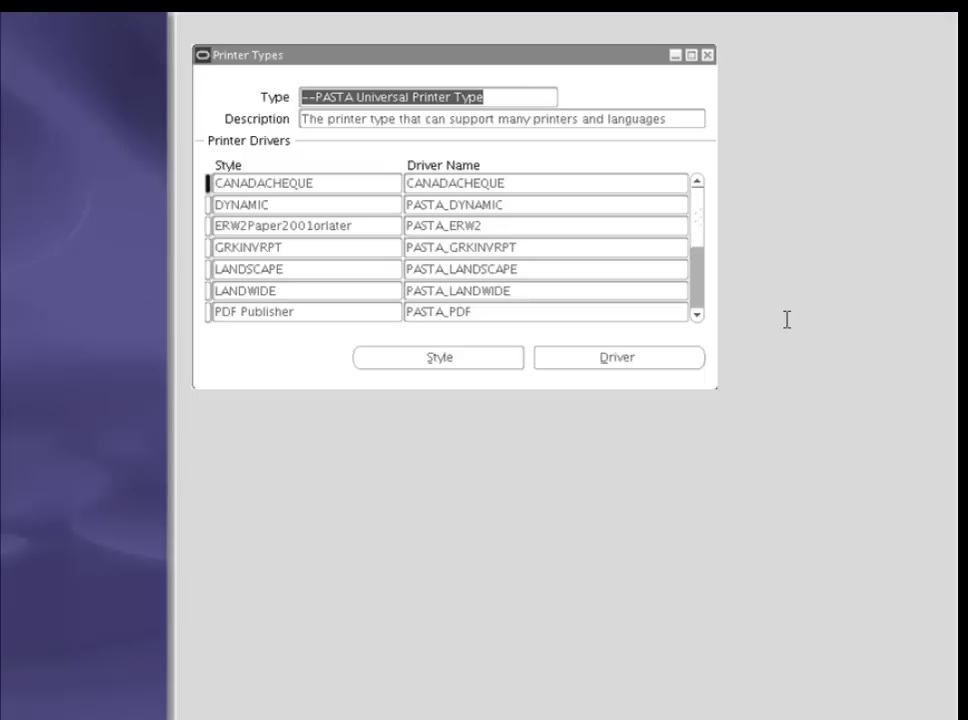 Printer Types
Type --PASTA Universal Printer Type
Description The printer type that can support many printers and languages
Printer Drivers
Style Driver Name
CANADACHEQUE CANADACHEQUE
DYNAMIC PASTA_DYNAMIC
ERW2Paper2001orlater PASTA_ERW2
GRKINVRPT PASTA_GRKINVRPT
LANDSCAPE PASTA_LANDSCAPE
LANDWIDE PASTA_LANDWIDE
PDF Publisher PASTA_PDF
Style Driver